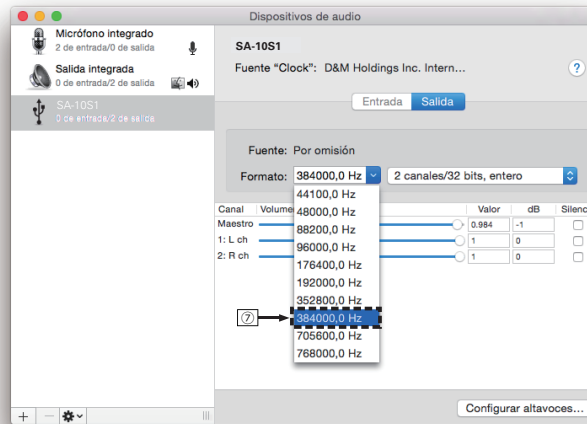 Dispositivos de audio
Micrófono integrado
2 de entrada/0 de salida
Salida integrada
0 de entrada/2 de salida
SA-10S1
0 de entrada/2 de salida
SA-10S1
Fuente “Clock”: D&M Holdings Inc. Intern...
?
Entrada Salida
Fuente: Por omisión
Formato: 384000,0 Hz 2 canales/32 bits, entero
44100,0 Hz
48000,0 Hz
88200,0 Hz
96000,0 Hz
176400,0 Hz
192000,0 Hz
352800,0 Hz
⑦ 384000,0 Hz
705600,0 Hz
768000,0 Hz
Canal Volume Valor dB Silenc
Maestro 0.984 -1
1: L ch 1 0
2: R ch 1 0
Configurar altavoces...